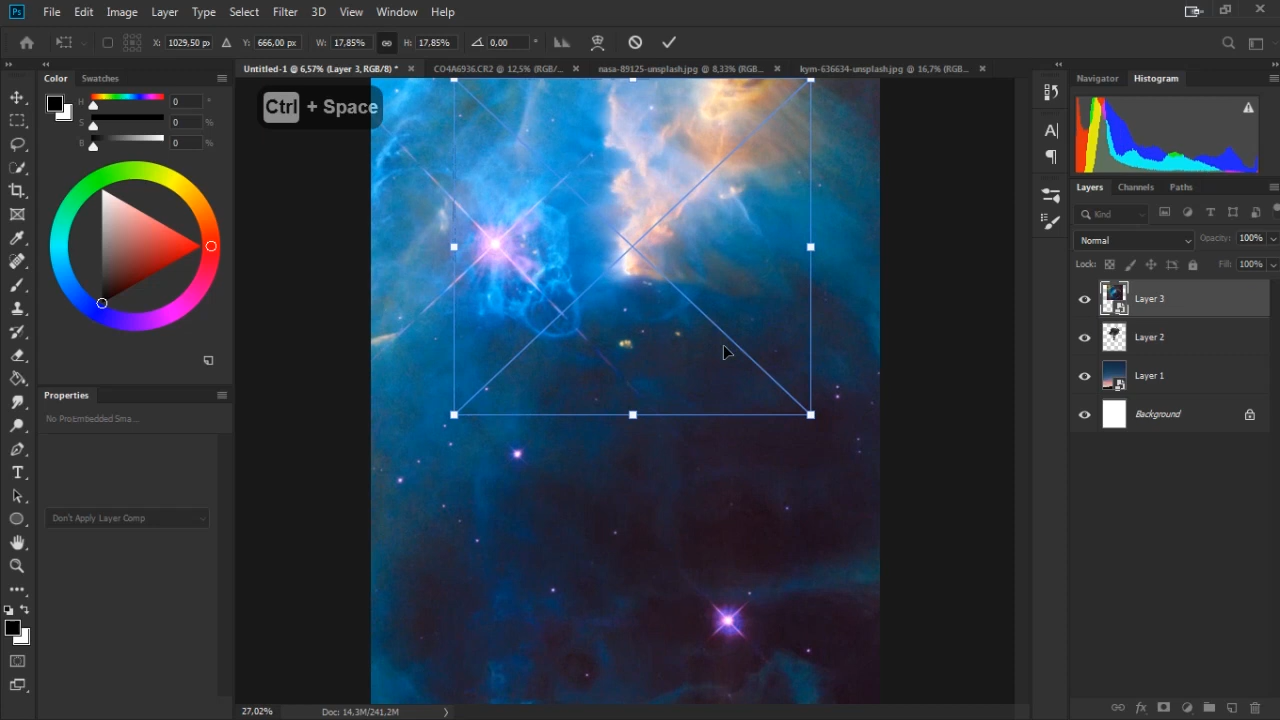 Ps File Edit Image Layer Type Select Filter 3D View Window Help
X: 1029,50 px Y: 666,00 px W: 17,85% H: 17,85% 0,00 °
Color Swatches
Untitled-1 @ 6,57% (Layer 3, RGB/8) * × CO4A6936.CR2 @ 12,5% (RGB/... × nasa-89125-unsplash.jpg @ 8,33% (RGB... × kym-636634-unsplash.jpg @ 16,7% (RGB... ×
Navigator Histogram
H 0 °
S 0 %
B 0 %
Ctrl + Space
Layers Channels Paths
Kind
Normal Opacity: 100%
Lock: Fill: 100%
Layer 3
Layer 2
Layer 1
Background
Properties
No Pro Embedded Sma...
Don't Apply Layer Comp
27,02% Doc: 14,3M/241,2M